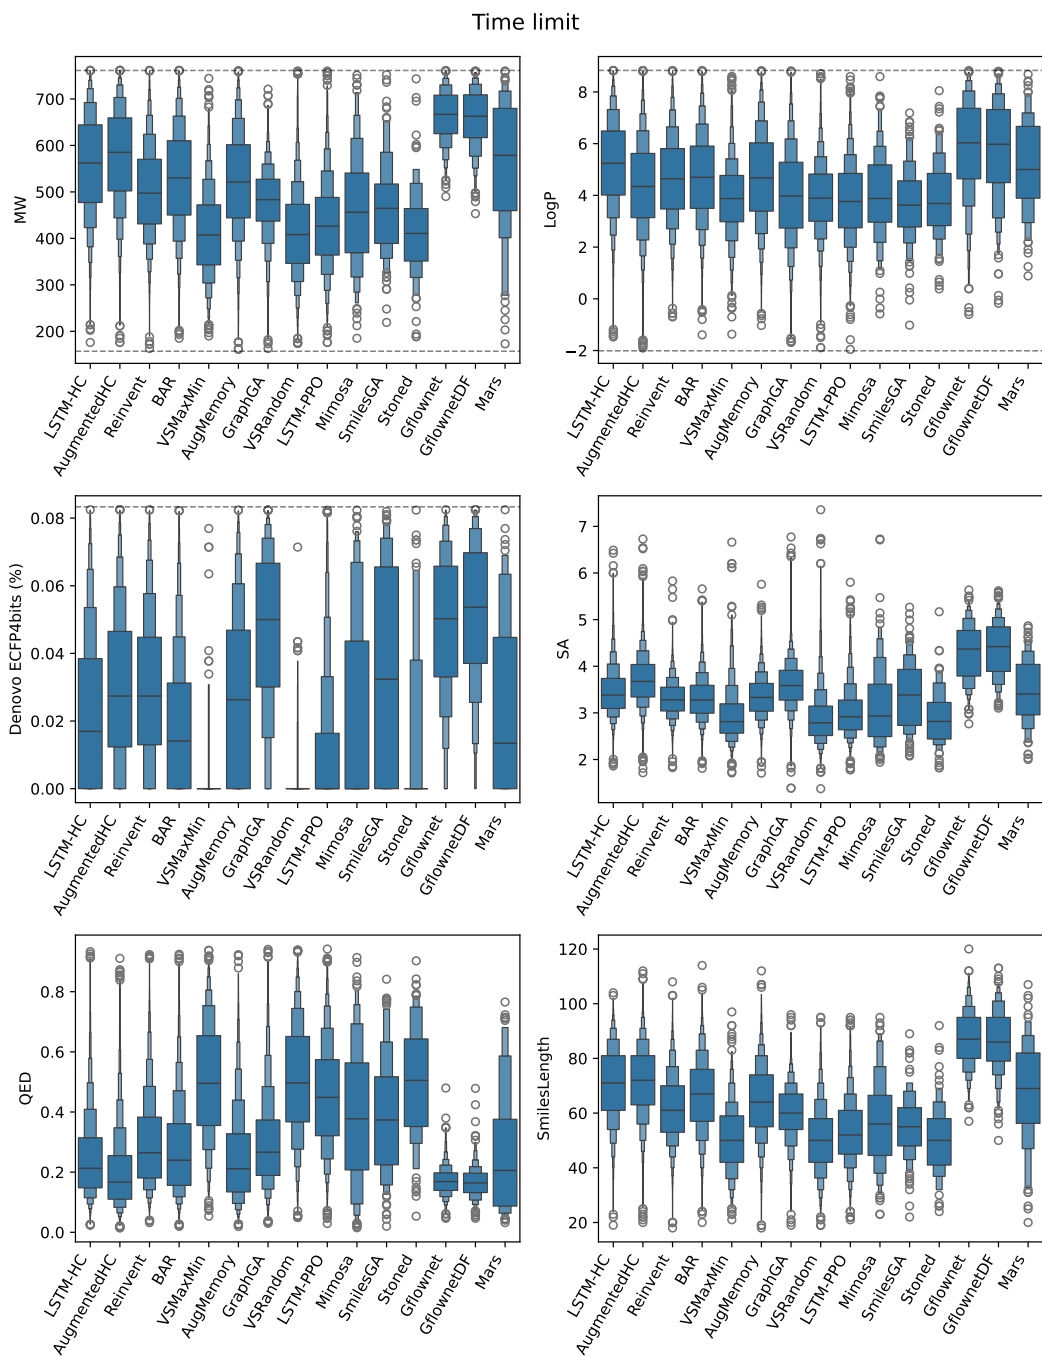 Time limit
MW
700
600
500
400
300
200
LSTM-HC
AugmentedHC
Reinvent
BAR
VSMaxMin
AugMemory
GraphGA
VSRandom
LSTM-PPO
Mimosa
SmilesGA
Stoned
Gflownet
GflownetDF
Mars
LogP
8
6
4
2
0
−2
LSTM-HC
AugmentedHC
Reinvent
BAR
VSMaxMin
AugMemory
GraphGA
VSRandom
LSTM-PPO
Mimosa
SmilesGA
Stoned
Gflownet
GflownetDF
Mars
Denovo ECFP4bits (%)
0.08
0.06
0.04
0.02
0.00
LSTM-HC
AugmentedHC
Reinvent
BAR
VSMaxMin
AugMemory
GraphGA
VSRandom
LSTM-PPO
Mimosa
SmilesGA
Stoned
Gflownet
GflownetDF
Mars
SA
7
6
5
4
3
2
LSTM-HC
AugmentedHC
Reinvent
BAR
VSMaxMin
AugMemory
GraphGA
VSRandom
LSTM-PPO
Mimosa
SmilesGA
Stoned
Gflownet
GflownetDF
Mars
QED
0.8
0.6
0.4
0.2
0.0
LSTM-HC
AugmentedHC
Reinvent
BAR
VSMaxMin
AugMemory
GraphGA
VSRandom
LSTM-PPO
Mimosa
SmilesGA
Stoned
Gflownet
GflownetDF
Mars
SmilesLength
120
100
80
60
40
20
LSTM-HC
AugmentedHC
Reinvent
BAR
VSMaxMin
AugMemory
GraphGA
VSRandom
LSTM-PPO
Mimosa
SmilesGA
Stoned
Gflownet
GflownetDF
Mars